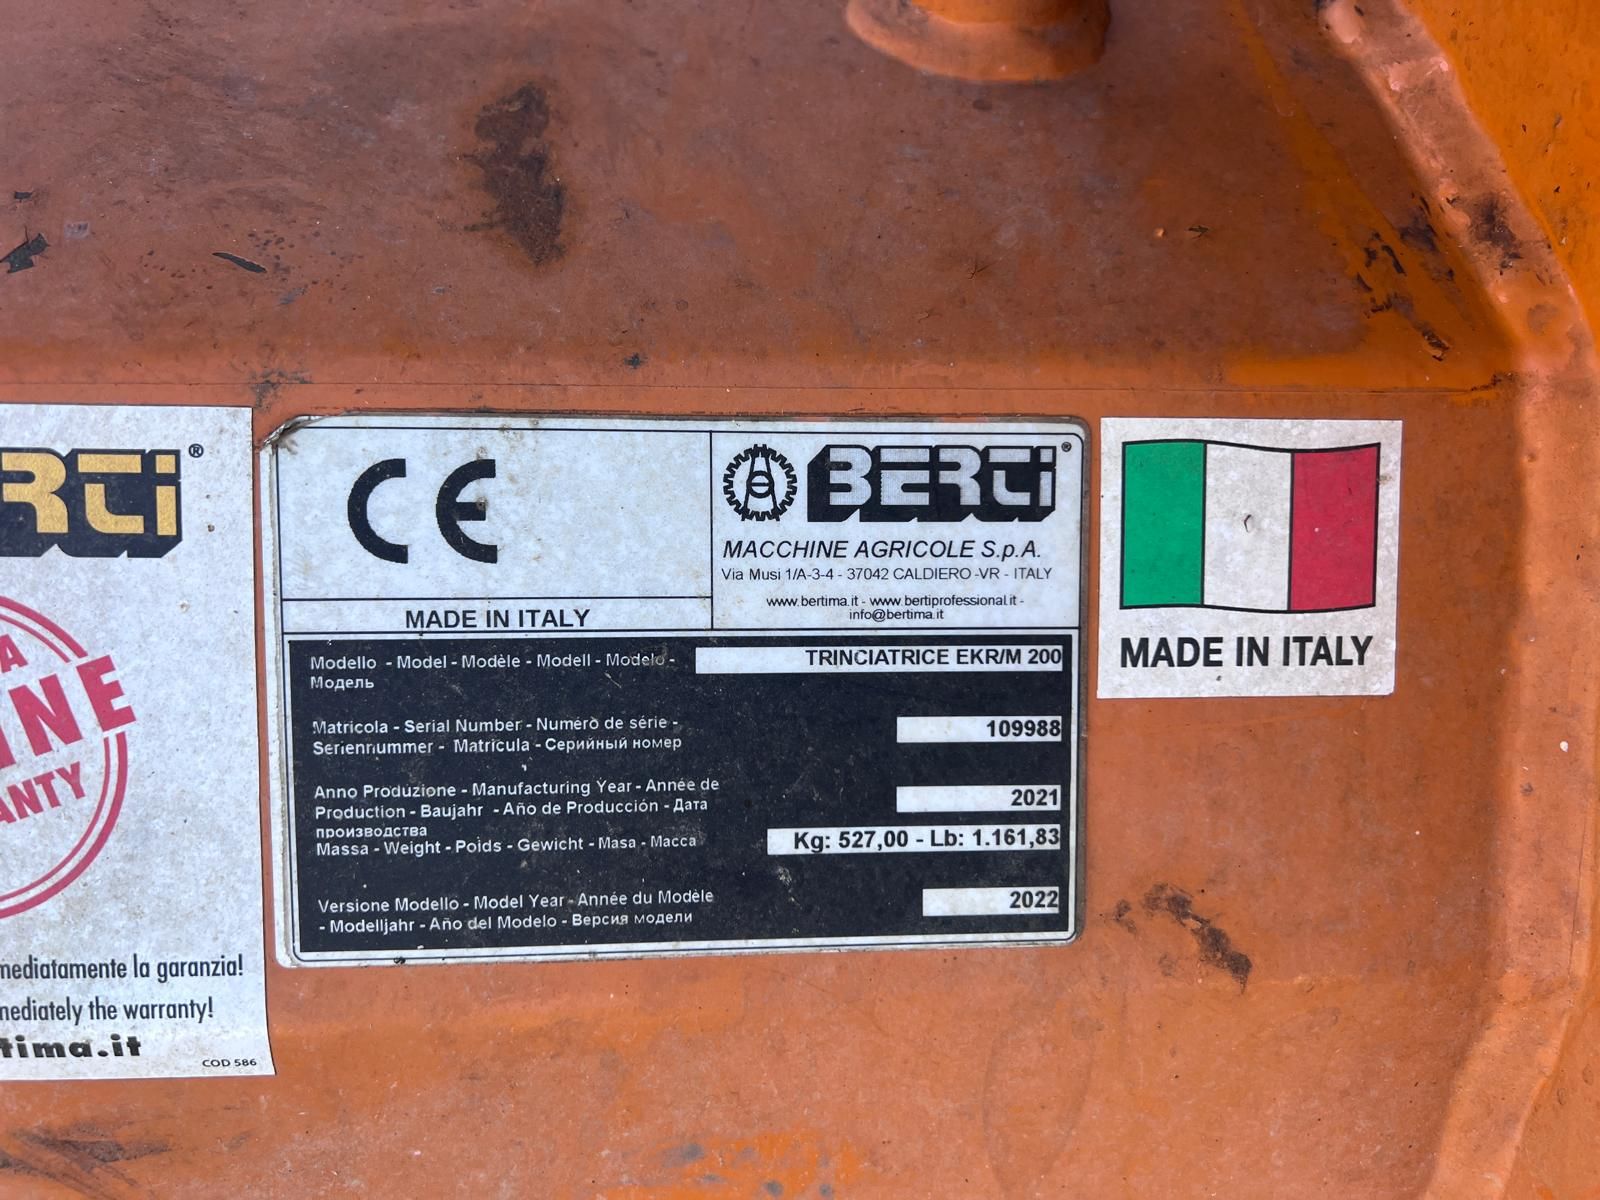 RTi®
A
INE
ANTY
mediatamente la garanzia!
mediately the warranty!
tima.it
COD 586
CE
MADE IN ITALY
BERTi®
MACCHINE AGRICOLE S.p.A.
Via Musi 1/A-3-4 - 37042 CALDIERO -VR - ITALY
www.bertima.it - www.bertiprofessional.it -
info@bertima.it
Modello - Model - Modèle - Modell - Modelo - TRINCIATRICE EKR/M 200
Модель
Matricola - Serial Number - Numéro de série - 109988
Seriennummer - Matrícula - Серийный номер
Anno Produzione - Manufacturing Year - Année de
Production - Baujahr - Año de Producción - Дата 2021
производства
Massa - Weight - Poids - Gewicht - Masa - Масса Kg: 527,00 - Lb: 1.161,83
Versione Modello - Model Year - Année du Modèle 2022
- Modelljahr - Año del Modelo - Версия модели
MADE IN ITALY